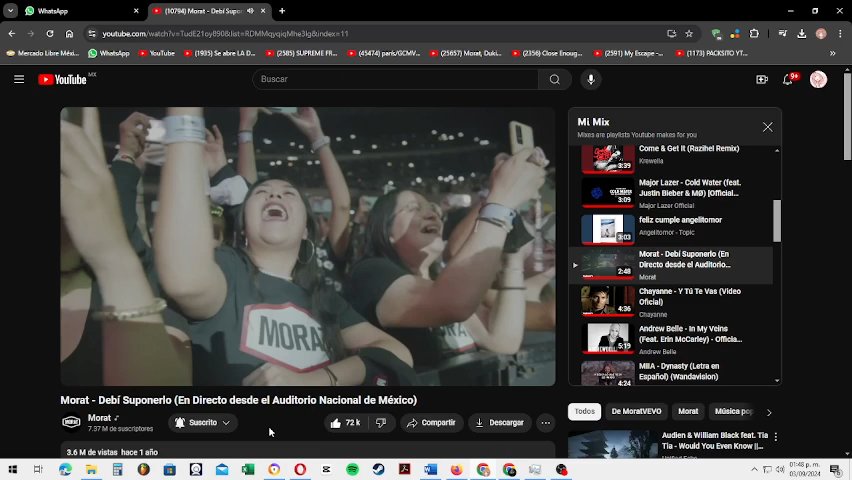 WhatsApp
(10794) Morat - Debí Supon
youtube.com/watch?v=TudE21oy890&list=RDMMqyqiqMhe3lg&index=11
Mercado Libre Méxi...
WhatsApp
YouTube
(1935) Se abre LA D...
(2585) SUPREME FR...
(45474) paris/GCMV...
(25657) Morat, Duki...
(2356) Close Enoug...
(2591) My Escape -...
(1173) PACKSITO YT...
YouTube MX
Buscar
9+
MORAT
Mi Mix
Mixes are playlists Youtube makes for you
Come & Get It (Razihel Remix)
Krewella
3:39
Major Lazer - Cold Water (feat.
Justin Bieber & MØ) [Official...
Major Lazer Official
3:09
feliz cumple angelitomor
Angelitomor - Topic
3:03
Morat - Debí Suponerlo (En
Directo desde el Auditorio...
Morat
2:48
Chayanne - Y Tú Te Vas (Video
Oficial)
Chayanne
4:36
Andrew Belle - In My Veins
(Feat. Erin McCarley) - Officia...
Andrew Belle
5:19
MIIA - Dynasty (Letra en
Español) (Wandavision)
4:24
Morat - Debí Suponerlo (En Directo desde el Auditorio Nacional de México)
Morat
7.37 M de suscriptores
Suscrito
72 k
Compartir
Descargar
3.6 M de vistas hace 1 año
Todos
De MoratVEVO
Morat
Música po
Audien & William Black feat. Tia
Tia - Would You Even Know ||...
01:48 p. m.
03/09/2024